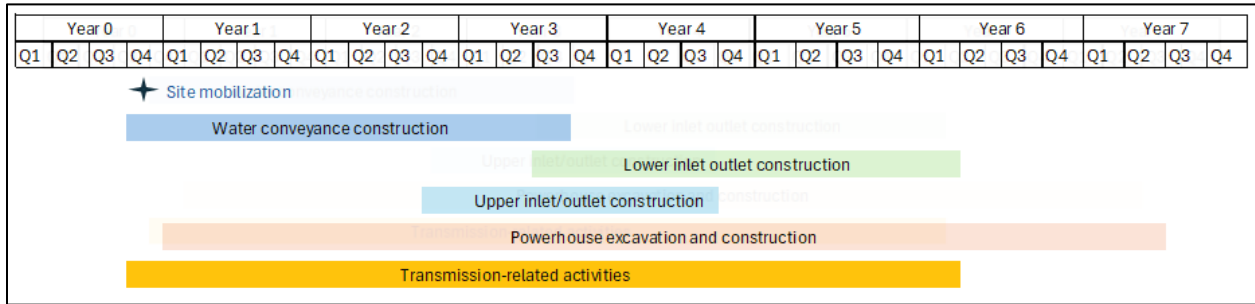 Year 0 Year 1 Year 2 Year 3 Year 4 Year 5 Year 6 Year 7
Q1 Q2 Q3 Q4 Q1 Q2 Q3 Q4 Q1 Q2 Q3 Q4 Q1 Q2 Q3 Q4 Q1 Q2 Q3 Q4 Q1 Q2 Q3 Q4 Q1 Q2 Q3 Q4 Q1 Q2 Q3 Q4
Site mobilization
Water conveyance construction
Lower inlet outlet construction
Upper inlet/outlet construction
Powerhouse excavation and construction
Transmission-related activities